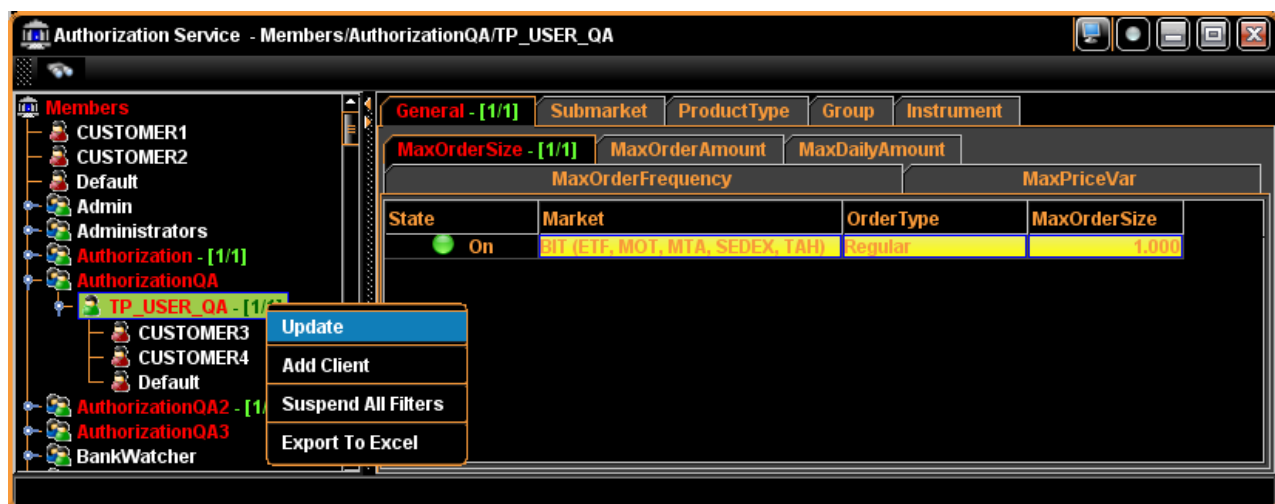 Authorization Service - Members/AuthorizationQA/TP_USER_QA
Members
CUSTOMER1
CUSTOMER2
Default
Admin
Administrators
Authorization - [1/1]
AuthorizationQA
TP_USER_QA - [1/1]
CUSTOMER3
CUSTOMER4
Default
AuthorizationQA2 - [1/
AuthorizationQA3
BankWatcher
Update
Add Client
Suspend All Filters
Export To Excel
General - [1/1] Submarket ProductType Group Instrument
MaxOrderSize - [1/1] MaxOrderAmount MaxDailyAmount
MaxOrderFrequency MaxPriceVar
State Market OrderType MaxOrderSize
On BIT (ETF, MOT, MTA, SEDEX, TAH) Regular 1.000